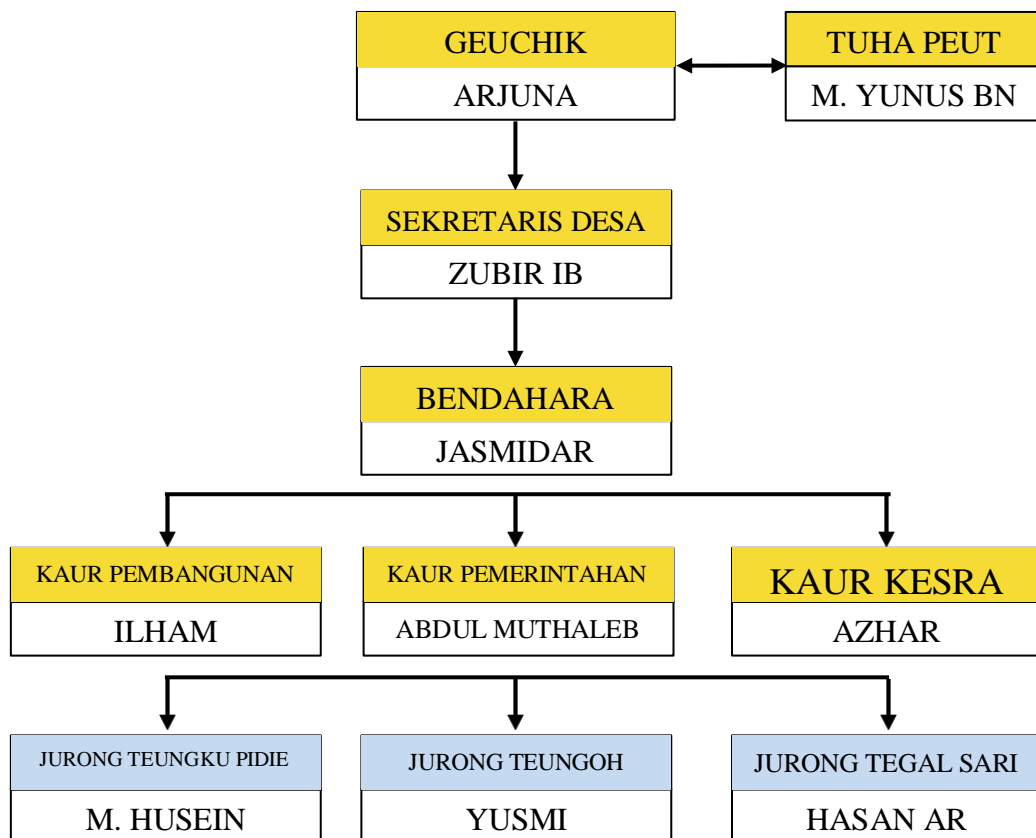 GEUCHIK
ARJUNA
TUHA PEUT
M. YUNUS BN
SEKRETARIS DESA
ZUBIR IB
BENDAHARA
JASMIDAR
KAUR PEMBANGUNAN
ILHAM
KAUR PEMERINTAHAN
ABDUL MUTHALEB
KAUR KESRA
AZHAR
JURONG TEUNGKU PIDIE
M. HUSEIN
JURONG TEUNGOH
YUSMI
JURONG TEGAL SARI
HASAN AR